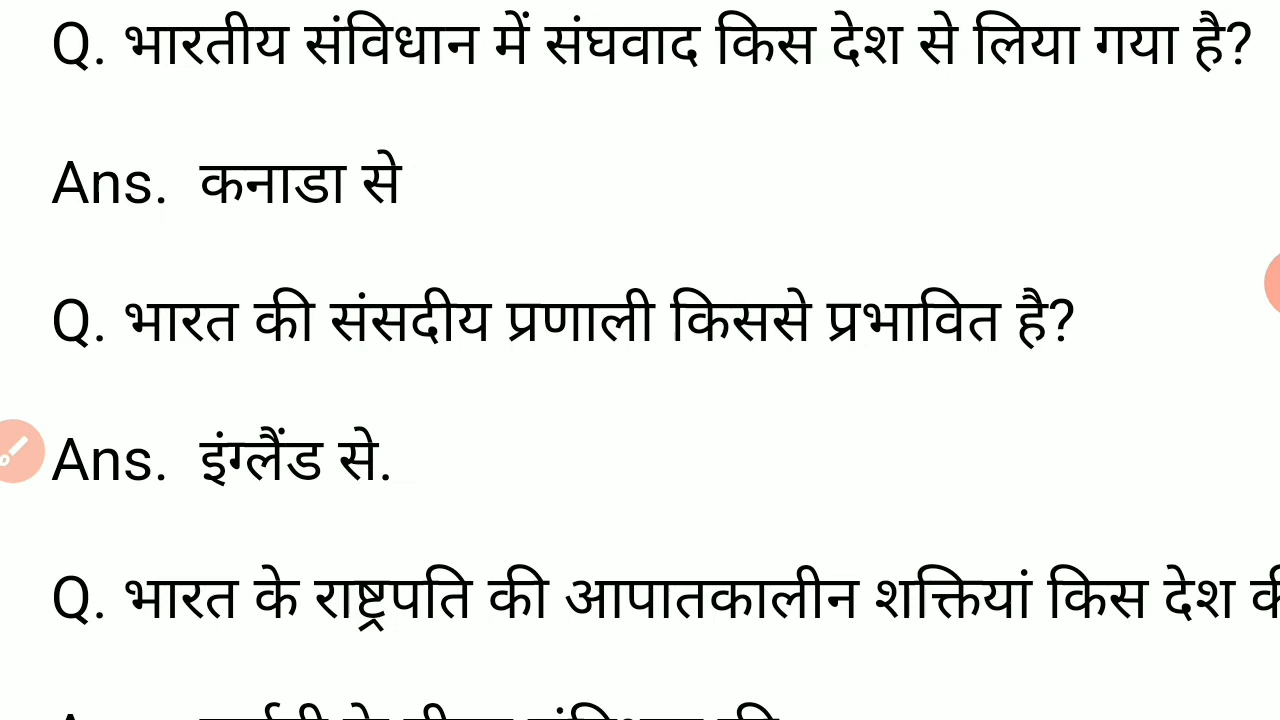 Q. भारतीय संविधान में संघवाद किस देश से लिया गया है?
Ans. कनाडा से
Q. भारत की संसदीय प्रणाली किससे प्रभावित है?
Ans. इंग्लैंड से.
Q. भारत के राष्ट्रपति की आपातकालीन शक्तियां किस देश की